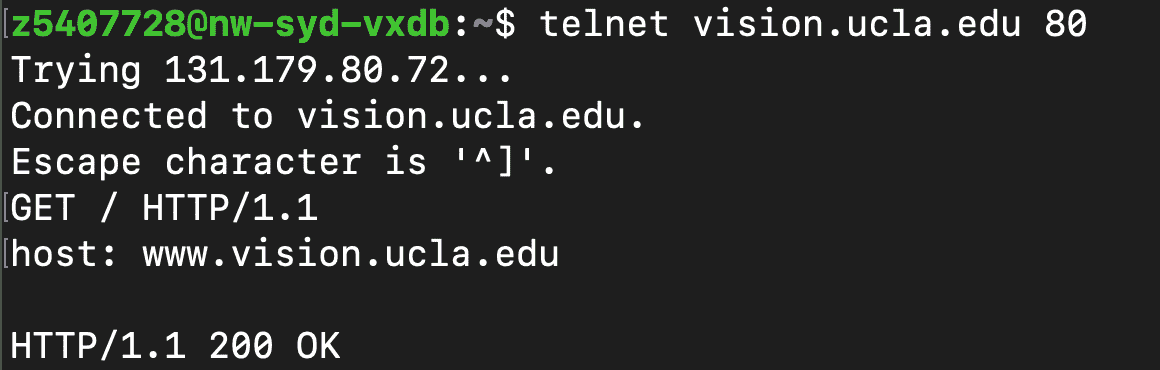 [z5407728@nw-syd-vxdb:~$ telnet vision.ucla.edu 80
Trying 131.179.80.72...
Connected to vision.ucla.edu.
Escape character is '^]'.
[GET / HTTP/1.1
[host: www.vision.ucla.edu
HTTP/1.1 200 OK